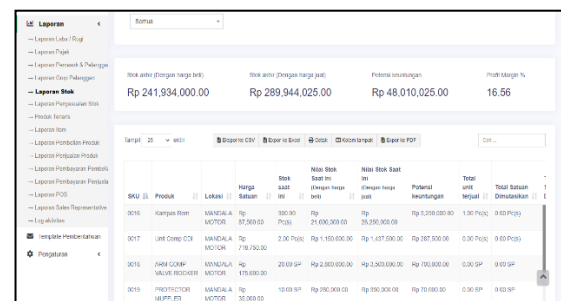 Laporan
Semua
Laporan Laba / Rugi
Laporan Pajak
Laporan Pemasok & Pelanggan
Laporan Grup Pelanggan
Laporan Stok
Laporan Penyesuaian Stok
Produk Terlaris
Laporan Item
Laporan Pembelian Produk
Laporan Penjualan Produk
Laporan Pembayaran Pembelian
Laporan Pembayaran Penjualan
Laporan POS
Laporan Sales Representative
Log aktivitas
Template Pemberitahuan
Pengaturan
Stok akhir (Dengan harga beli) Stok akhir (Dengan harga jual) Potensi keuntungan Profit Margin %
Rp 241,934,000.00 Rp 289,944,025.00 Rp 48,010,025.00 16.56
Tampil 25 entri Ekspor ke CSV Ekspor ke Excel Cetak Kolom tampak Ekspor ke PDF Cari ...
SKU Produk Lokasi Harga Satuan Stok saat ini Nilai Stok Saat Ini (Dengan harga beli) Nilai Stok Saat Ini (Dengan harga jual) Potensi keuntungan Total unit terjual Total Satuan Dimutasikan
0016 Kampas Rem MANDALA MOTOR Rp 300.00 Pc(s) Rp 21,000,000.00 Rp Rp 1.00 Pc(s) 0.00 Pc(s)
0017 Unit Comp CDI MANDALA MOTOR Rp 718,750.00 2.00 Pc(s) Rp 1,150,000.00 Rp 1,437,500.00 Rp 287,500.00 0.00 Pc(s) 0.00 Pc(s)
0018 ARM COMP VALVE ROCKER MANDALA MOTOR Rp 175,000.00 20.00 SP Rp 2,800,000.00 Rp 3,500,000.00 Rp 700,000.00 0.00 SP 0.00 SP
0019 PROTECTOR MUFFLER MANDALA MOTOR Rp 10.00 SP Rp 280,000.00 Rp 350,000.00 Rp 70,000.00 0.00 SP 0.00 SP